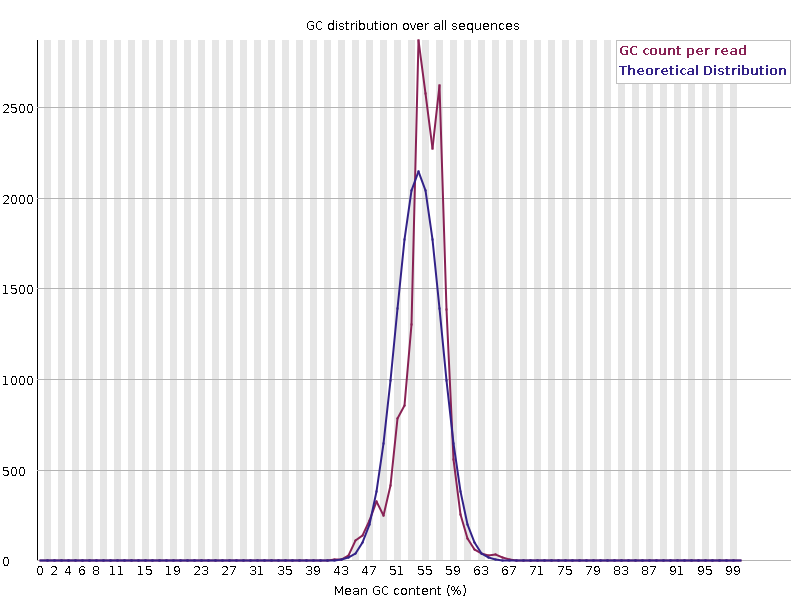 GC distribution over all sequences
GC count per read
Theoretical Distribution
2500
2000
1500
1000
500
0
0 2 4 6 8 11 15 19 23 27 31 35 39 43 47 51 55 59 63 67 71 75 79 83 87 91 95 99
Mean GC content (%)